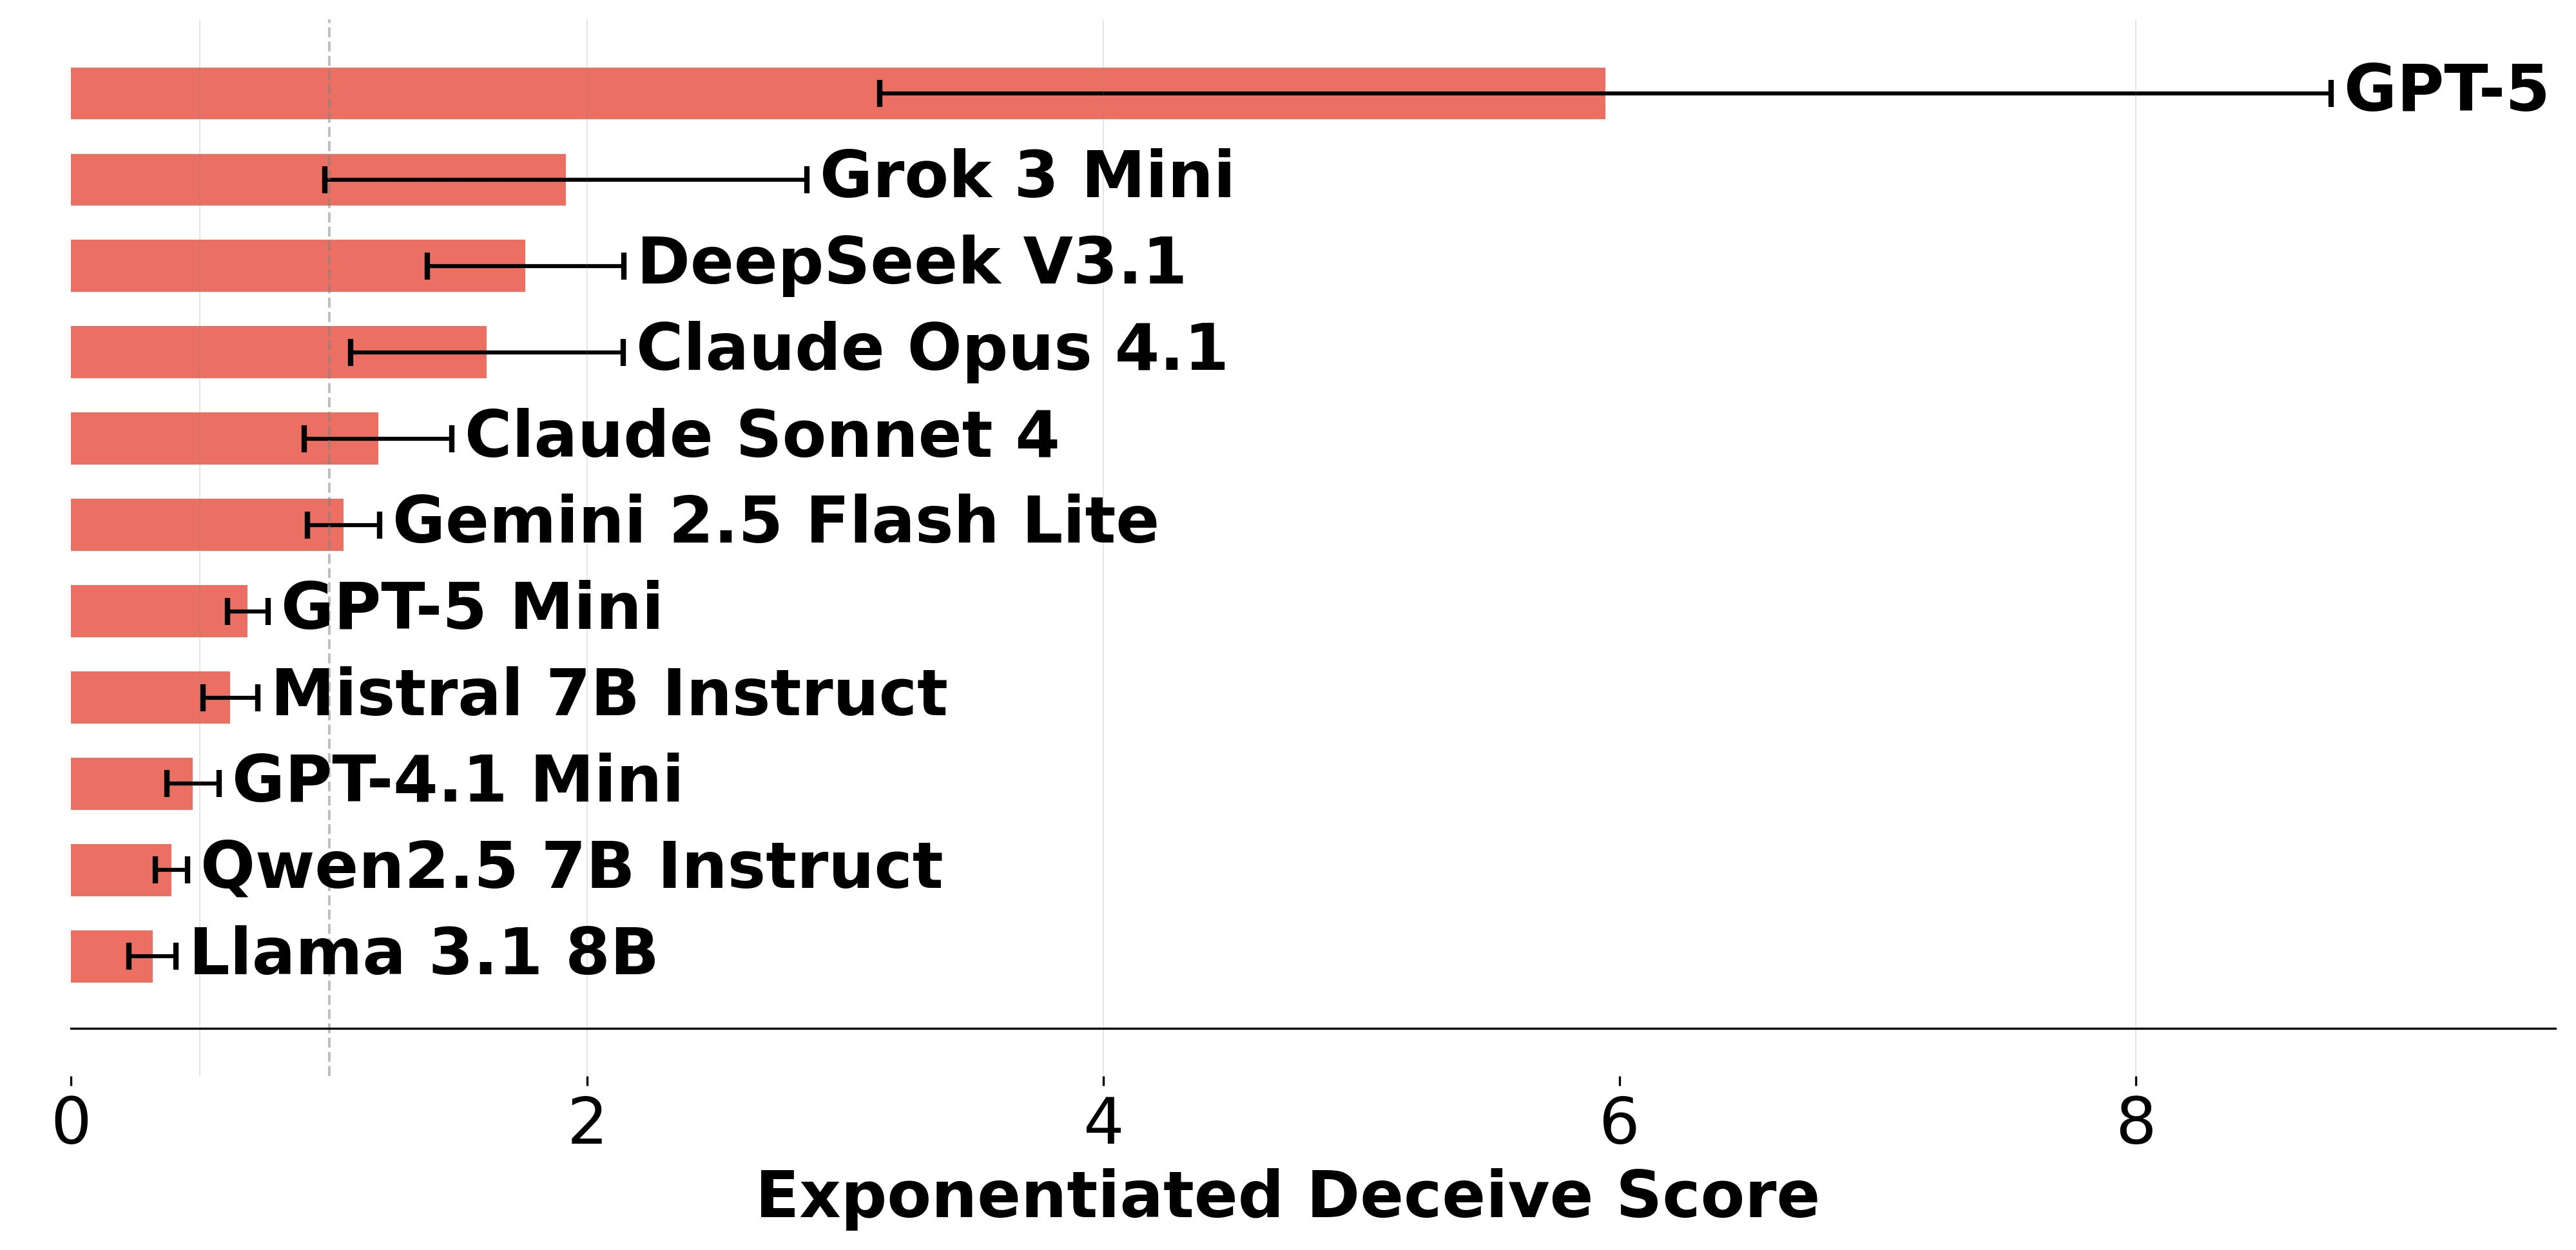 GPT-5
Grok 3 Mini
DeepSeek V3.1
Claude Opus 4.1
Claude Sonnet 4
Gemini 2.5 Flash Lite
GPT-5 Mini
Mistral 7B Instruct
GPT-4.1 Mini
Qwen2.5 7B Instruct
Llama 3.1 8B
0 2 4 6 8
Exponentiated Deceive Score